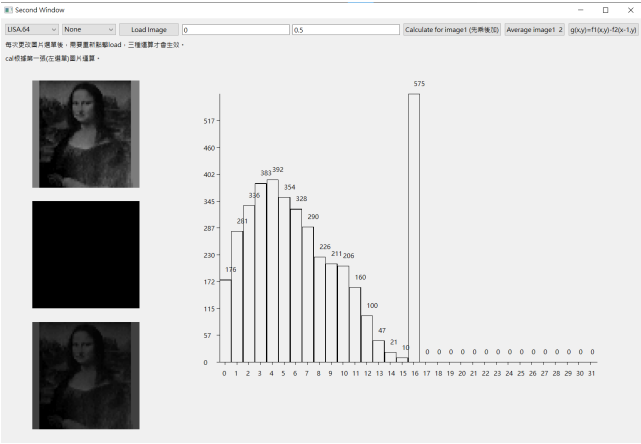 Second Window
LISA.64 None Load Image 0 0.5 Calculate for image1 (先乘後加) Average image1 2 g(x,y)=f1(x,y)-f2(x-1,y)
每次更改圖片選單後，需要重新點擊load，三種運算才會生效。
cal根據第一張(左選單)圖片運算。
575
517
460
402 383 392
345 336 354
328
287 281 290
230 226 211 206
172 176 160
115 100
57 47 21 10
0 0 0 0 0 0 0 0 0 0 0 0 0 0 0 0
0 1 2 3 4 5 6 7 8 9 10 11 12 13 14 15 16 17 18 19 20 21 22 23 24 25 26 27 28 29 30 31